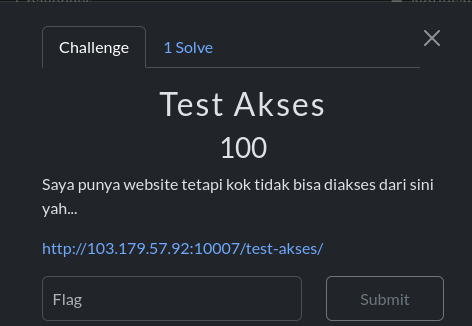 Challenge
1 Solve
Test Akses
100
Saya punya website tetapi kok tidak bisa diakses dari sini
yah...
http://103.179.57.92:10007/test-akses/
Flag
Submit